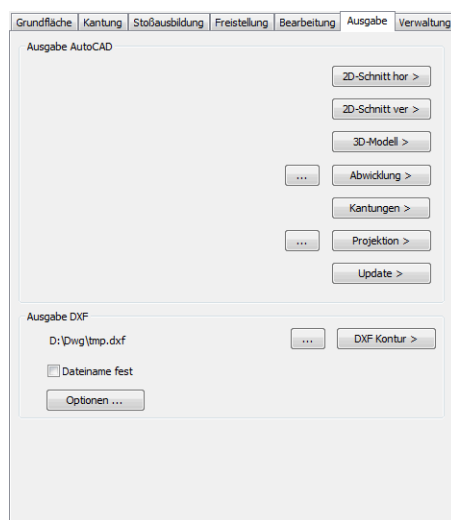 Grundfläche Kantung Stoßausbildung Freistellung Bearbeitung Ausgabe Verwaltung
Ausgabe AutoCAD
2D-Schnitt hor >
2D-Schnitt ver >
3D-Modell >
... Abwicklung >
Kantungen >
... Projektion >
Update >
Ausgabe DXF
D:\Dwg\tmp.dxf ... DXF Kontur >
Dateiname fest
Optionen ...